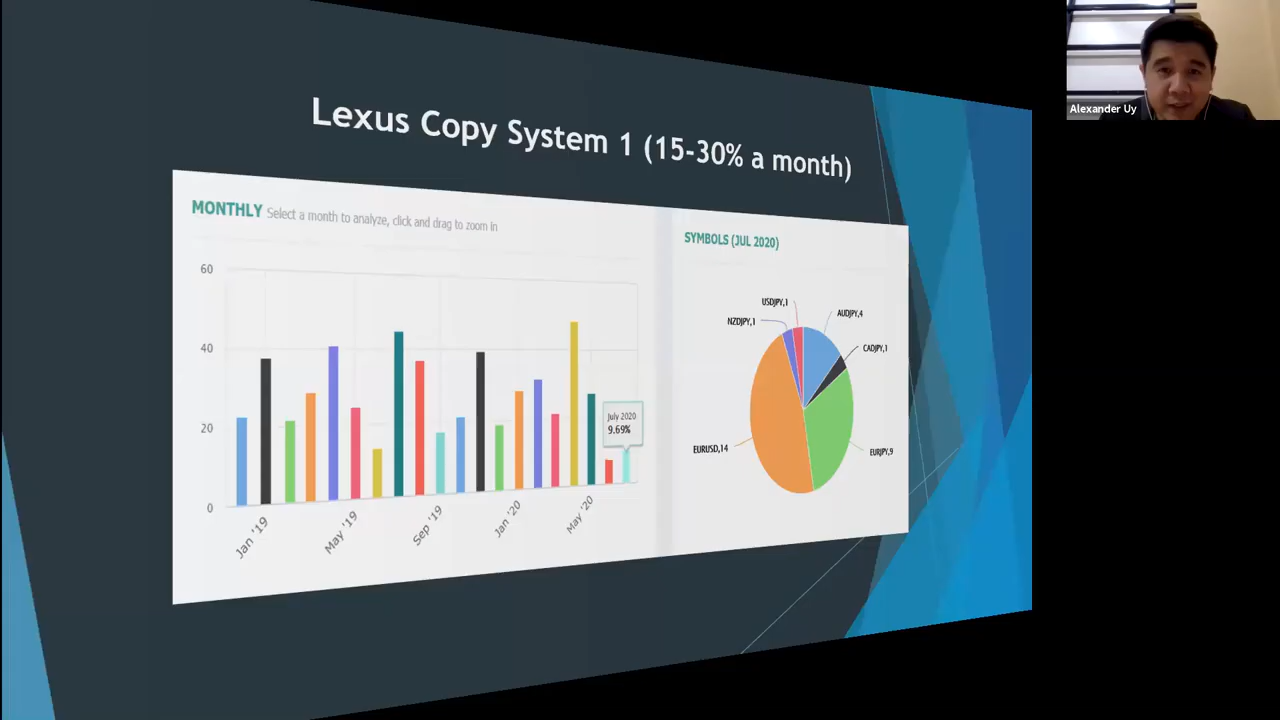 Alexander Uy
Lexus Copy System 1 (15-30% a month)
MONTHLY Select a month to analyze, click and drag to zoom in
60
40
20
0
July 2020
9.69%
Jan '19
May '19
Sep '19
Jan '20
May '20
SYMBOLS (JUL 2020)
USDJPY,1
AUDJPY,4
NZDJPY,1
CADJPY,1
EURUSD,14
EURJPY,9